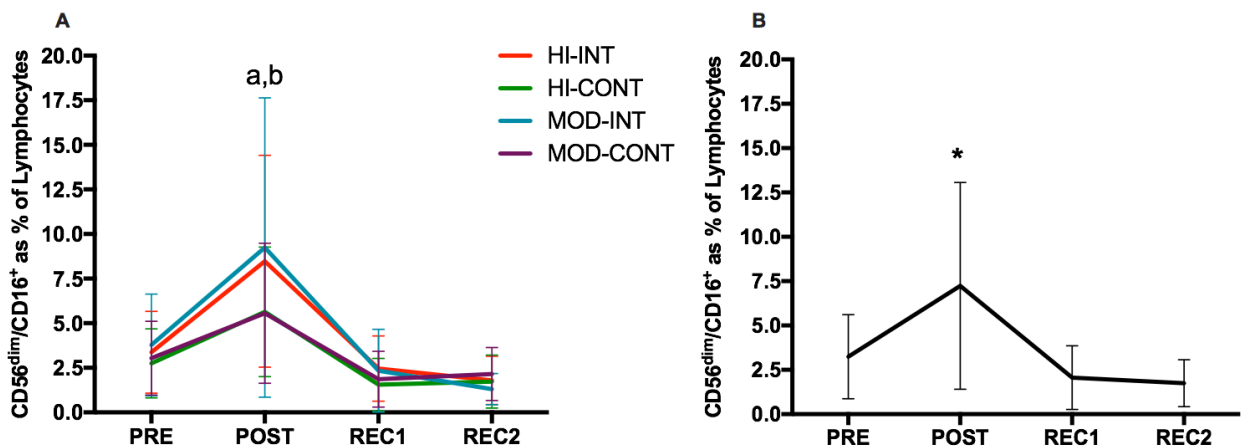 A
CD56dim/CD16+ as % of Lymphocytes
20.0
17.5
15.0
12.5
10.0
7.5
5.0
2.5
0.0
a,b
HI-INT
HI-CONT
MOD-INT
MOD-CONT
PRE POST REC1 REC2
B
CD56dim/CD16+ as % of Lymphocytes
20.0
17.5
15.0
12.5
10.0
7.5
5.0
2.5
0.0
*
PRE POST REC1 REC2